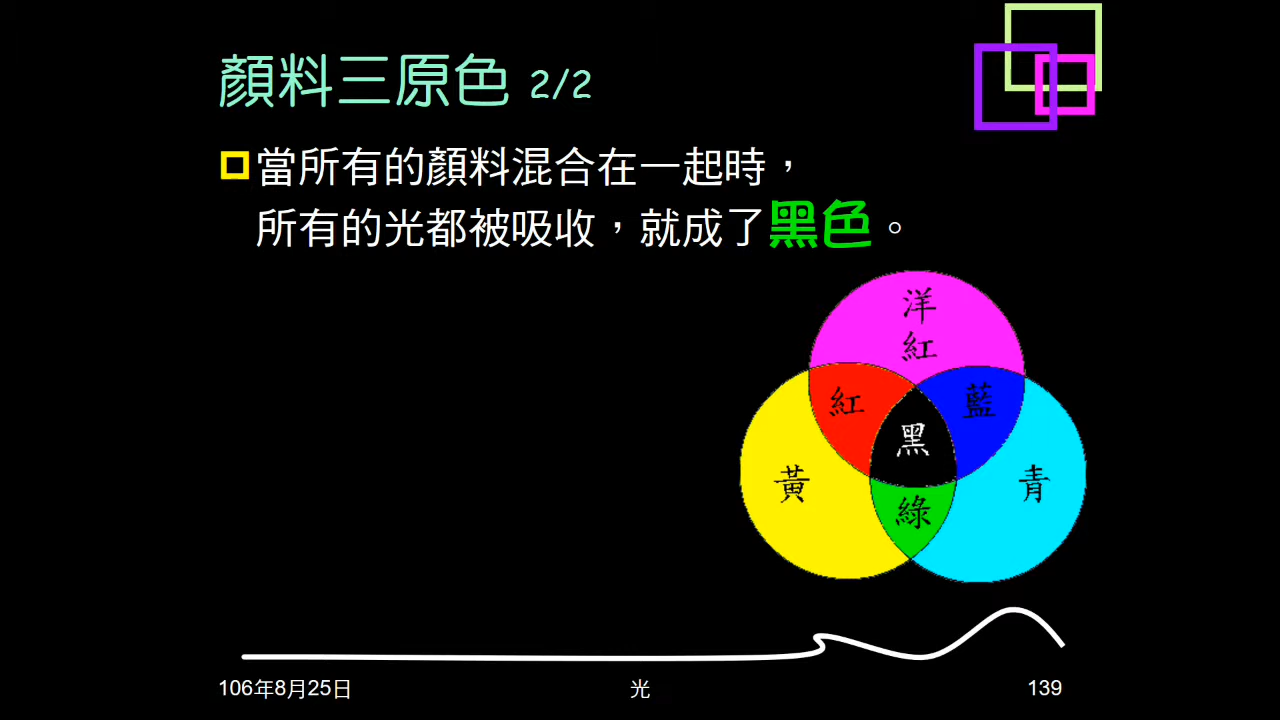 顏料三原色 2/2
當所有的顏料混合在一起時，
所有的光都被吸收，就成了黑色。
洋
紅
紅
藍
黑
黃
青
綠
106年8月25日
光
139